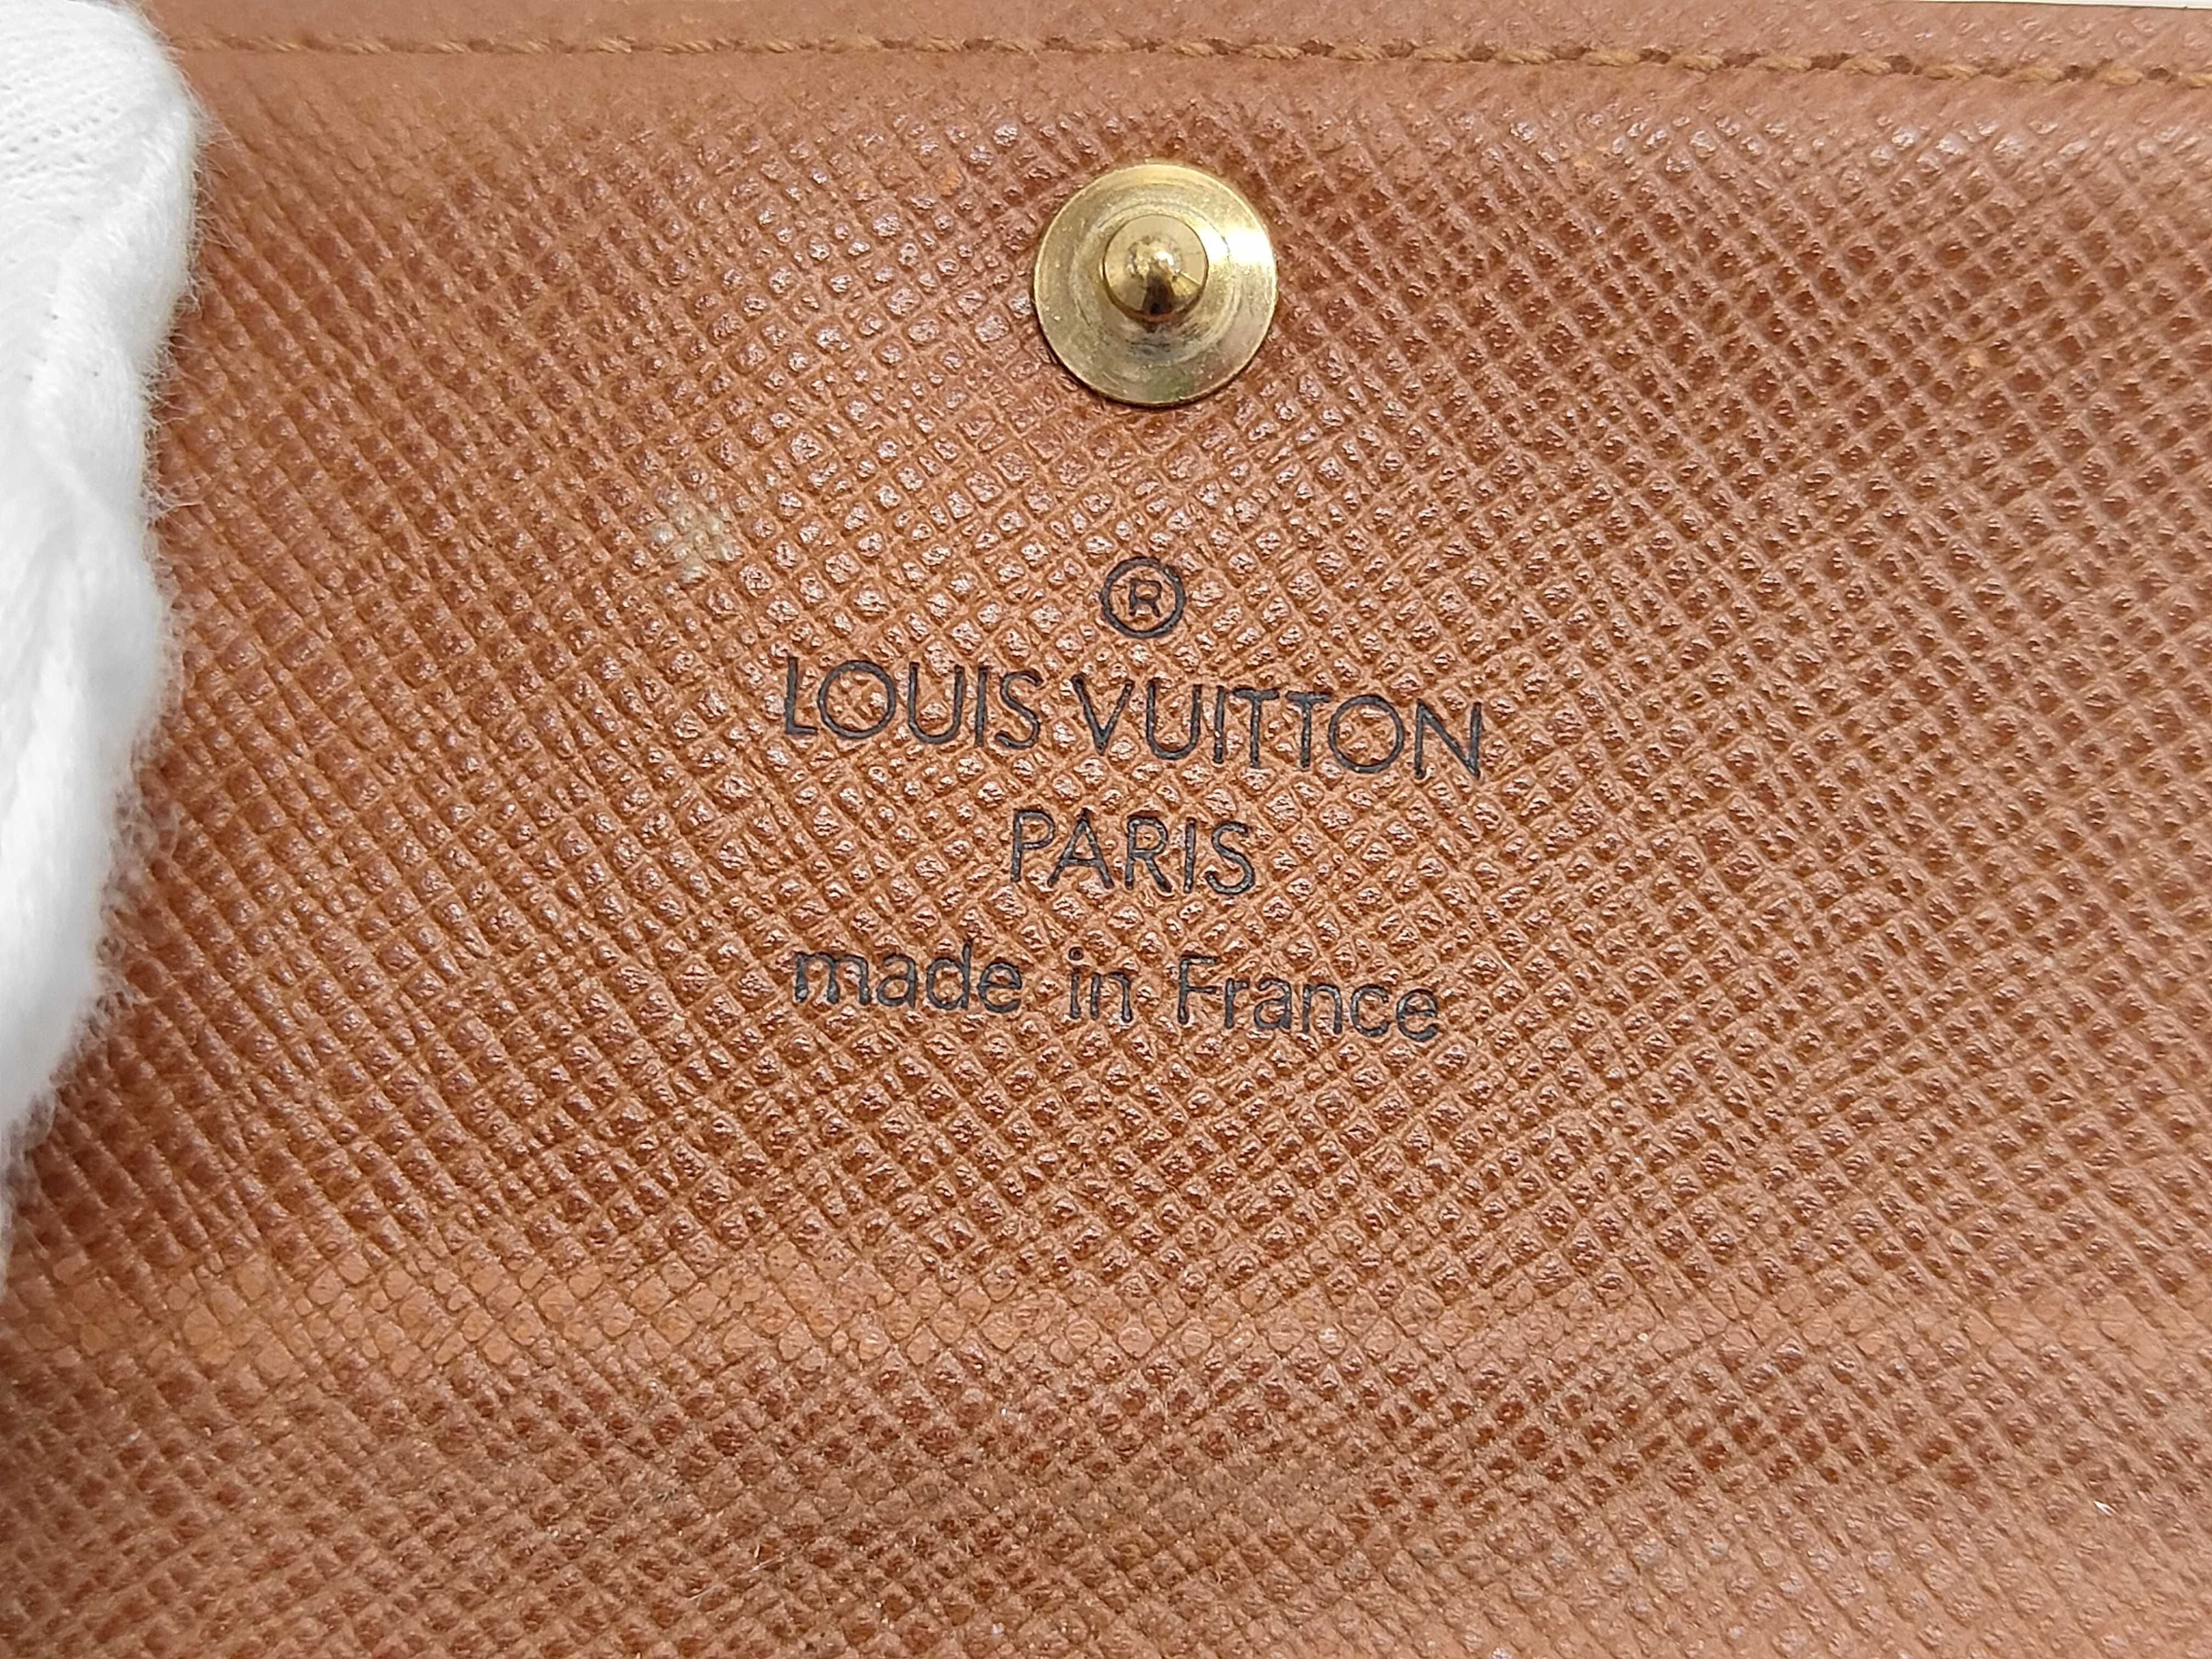 ®
LOUIS VUITTON
PARIS
made in France